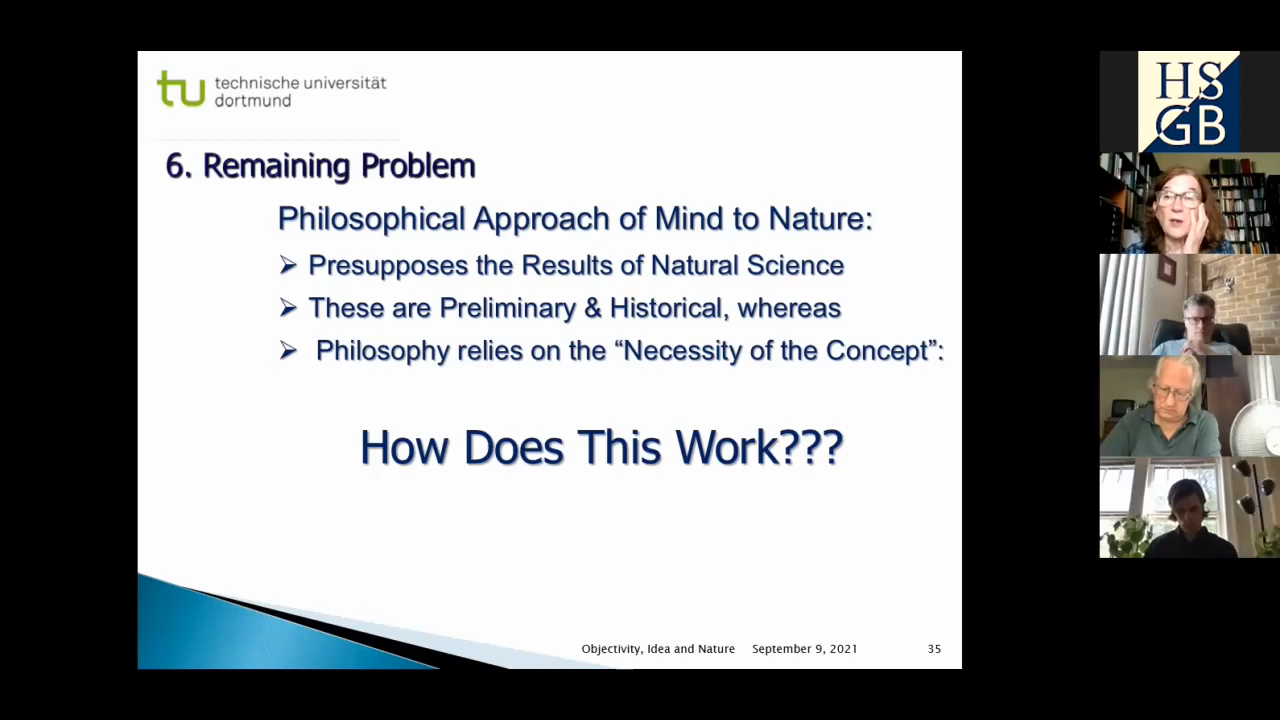 technische universität
dortmund
6. Remaining Problem
Philosophical Approach of Mind to Nature:
Presupposes the Results of Natural Science
These are Preliminary & Historical, whereas
Philosophy relies on the “Necessity of the Concept”:
How Does This Work???
Objectivity, Idea and Nature September 9, 2021 35
HS
GB